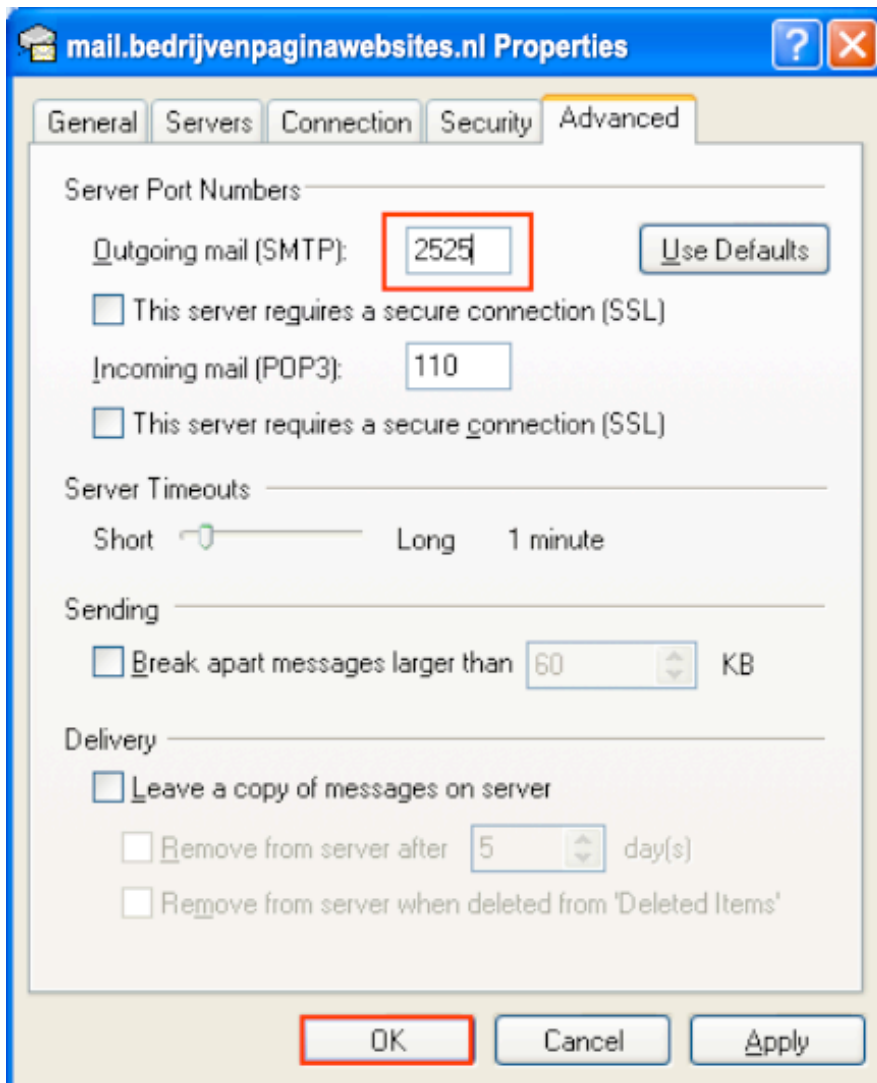 mail.bedrijvenpaginawebsites.nl Properties
General Servers Connection Security Advanced
Server Port Numbers
Outgoing mail (SMTP): 2525 Use Defaults
This server reguires a secure connection (SSL)
Incoming mail (POP3): 110
This server requires a secure connection (SSL)
Server Timeouts
Short Long 1 minute
Sending
Break apart messages larger than 60 KB
Delivery
Leave a copy of messages on server
Remove from server after 5 day(s)
Remove from server when deleted from 'Deleted Items'
OK Cancel Apply